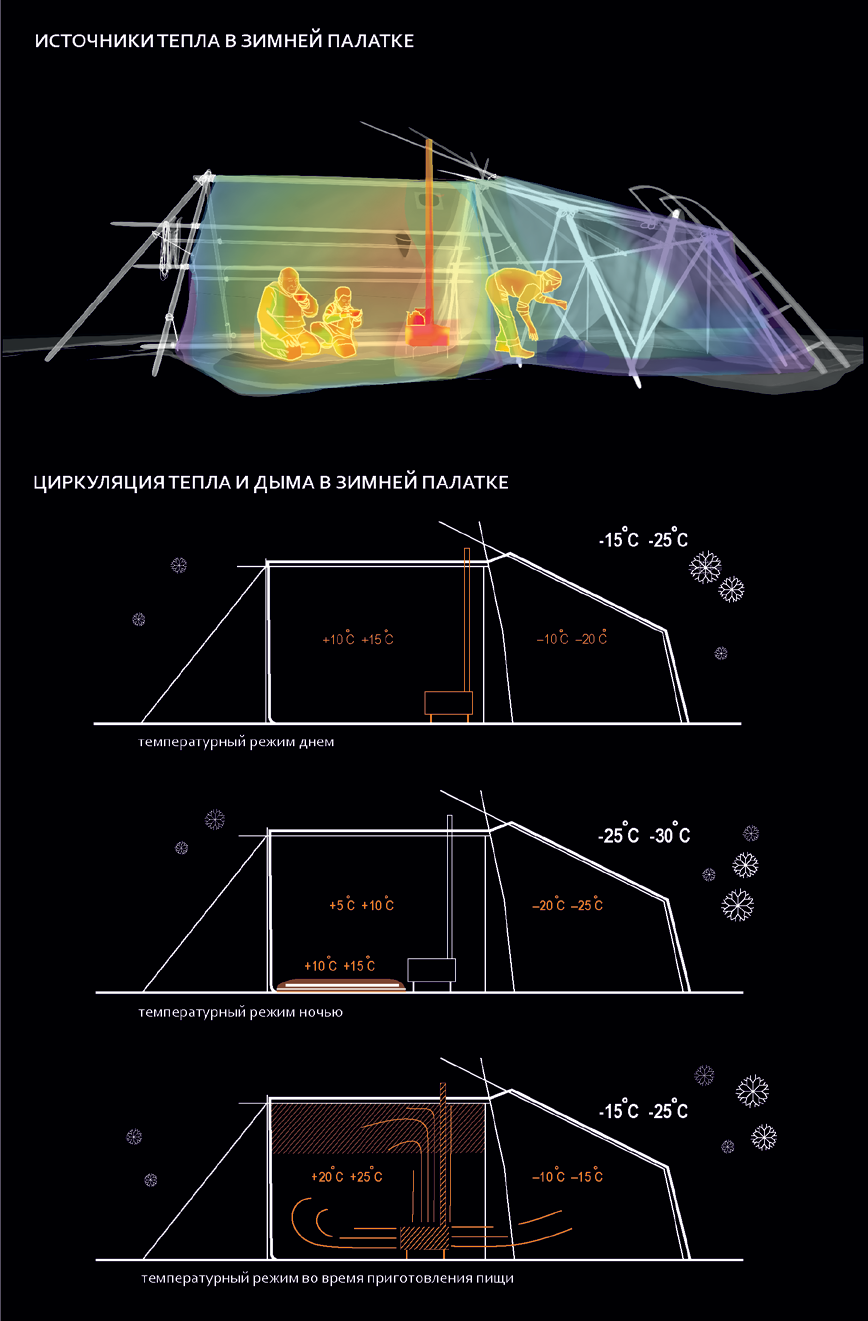 ИСТОЧНИКИ ТЕПЛА В ЗИМНЕЙ ПАЛАТКЕ
ЦИРКУЛЯЦИЯ ТЕПЛА И ДЫМА В ЗИМНЕЙ ПАЛАТКЕ
-15°C -25°C
+10°C +15°C
–10°C –20°C
температурный режим днем
-25°C -30°C
+5°C +10°C
–20°C –25°C
+10°C +15°C
температурный режим ночью
-15°C -25°C
+20°C +25°C
–10°C –15°C
температурный режим во время приготовления пищи